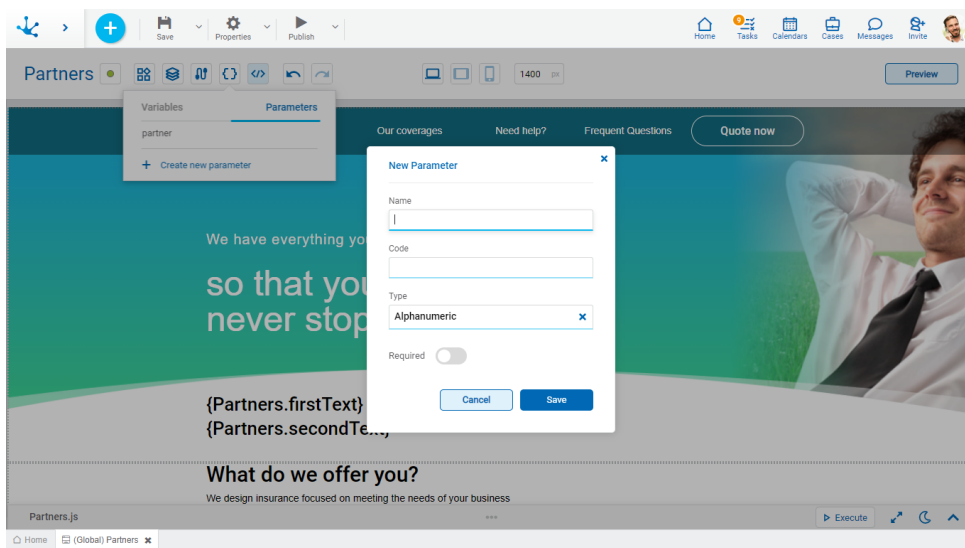 Save
Properties
Publish
Home
9
Tasks
Calendars
Cases
Messages
Invite
Partners
1400 px
Preview
Variables
Parameters
partner
+ Create new parameter
Our coverages
Need help?
Frequent Questions
Quote now
New Parameter
Name
Code
Type
Alphanumeric
Required
Cancel
Save
We have everything you
so that you
never stop
{Partners.firstText}
{Partners.secondText}
What do we offer you?
We design insurance focused on meeting the needs of your business
Partners.js
Execute
Home
(Global) Partners